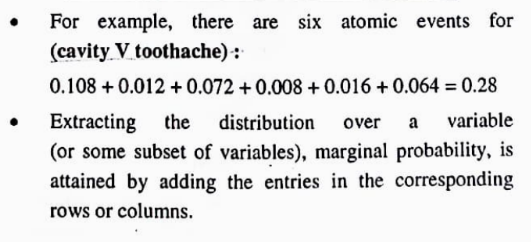 • For example, there are six atomic events for
(cavity V toothache) :
0.108 + 0.012 + 0.072 + 0.008 + 0.016 + 0.064 = 0.28
• Extracting the distribution over a variable
(or some subset of variables), marginal probability, is
attained by adding the entries in the corresponding
rows or columns.